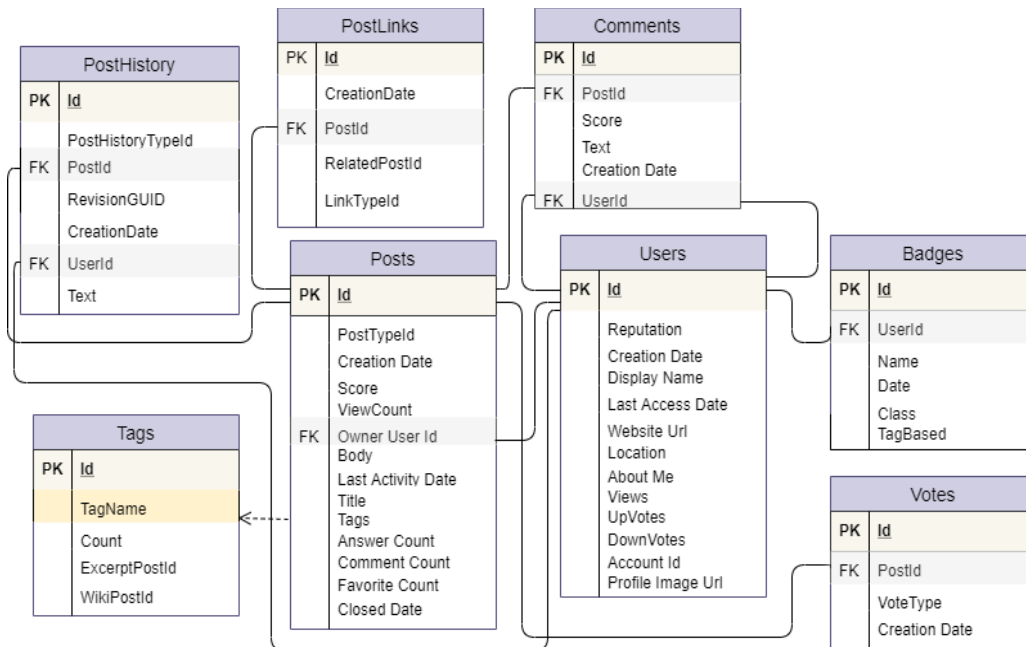 PostHistory
PK Id
PostHistoryTypeId
FK PostId
RevisionGUID
CreationDate
FK UserId
Text
PostLinks
PK Id
CreationDate
FK PostId
RelatedPostId
LinkTypeId
Comments
PK Id
FK PostId
Score
Text
Creation Date
FK UserId
Posts
PK Id
PostTypeId
Creation Date
Score
ViewCount
FK Owner User Id
Body
Last Activity Date
Title
Tags
Answer Count
Comment Count
Favorite Count
Closed Date
Users
PK Id
Reputation
Creation Date
Display Name
Last Access Date
Website Url
Location
About Me
Views
UpVotes
DownVotes
Account Id
Profile Image Url
Badges
PK Id
FK UserId
Name
Date
Class
TagBased
Tags
PK Id
TagName
Count
ExcerptPostId
WikiPostId
Votes
PK Id
FK PostId
VoteType
Creation Date